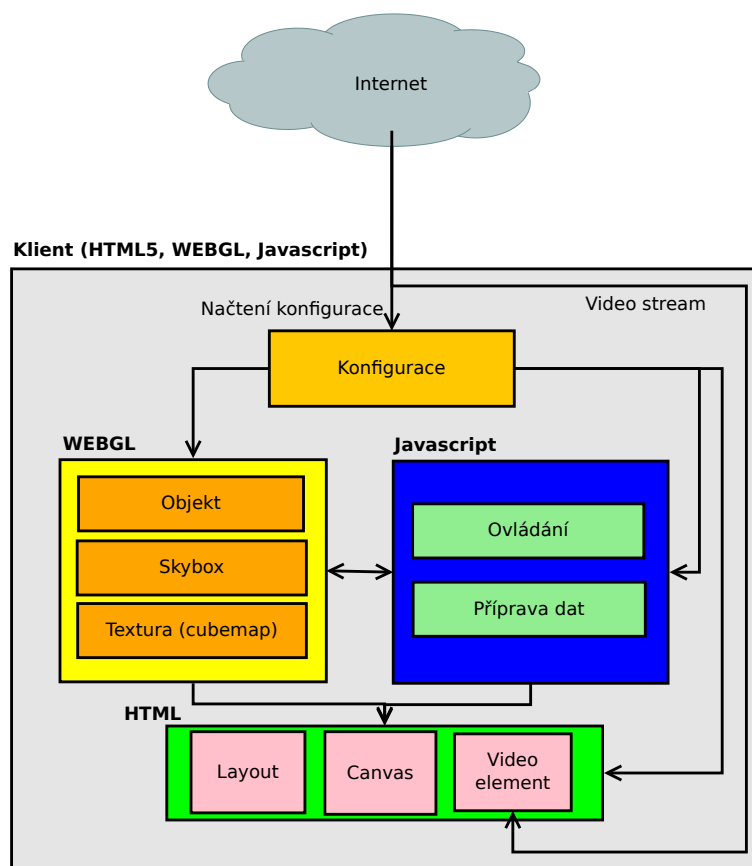 Internet
Klient (HTML5, WEBGL, Javascript)
Načtení konfigurace
Video stream
Konfigurace
WEBGL
Javascript
Objekt
Ovládání
Skybox
Příprava dat
Textura (cubemap)
HTML
Layout
Canvas
Video
element